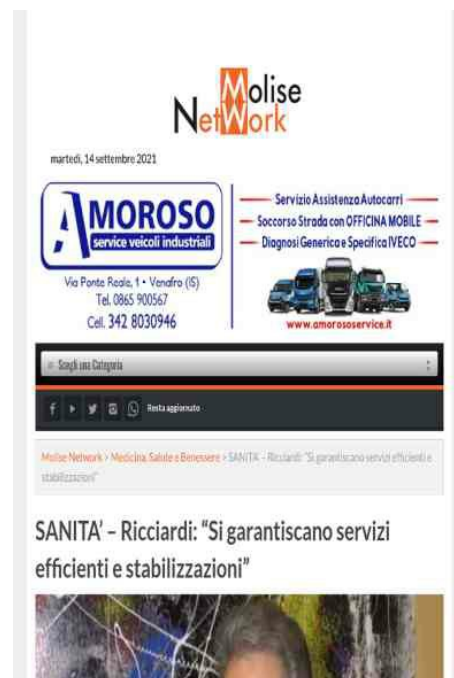 Molise
NetWork
martedì, 14 settembre 2021
AMOROSO
service veicoli industriali
Via Ponte Reale, 1 • Venafro (IS)
Tel. 0865 900567
Cell. 342 8030946
Servizio Assistenza Autocarri
Soccorso Strada con OFFICINA MOBILE
Diagnosi Generica e Specifica IVECO
www.amorososervice.it
Scegli una Categoria
Resta aggiornato
Molise Network > Medicina, Salute e Benessere > SANITA' – Ricciardi: "Si garantiscano servizi efficienti e
stabilizzazioni"
SANITA' – Ricciardi: “Si garantiscano servizi
efficienti e stabilizzazioni”